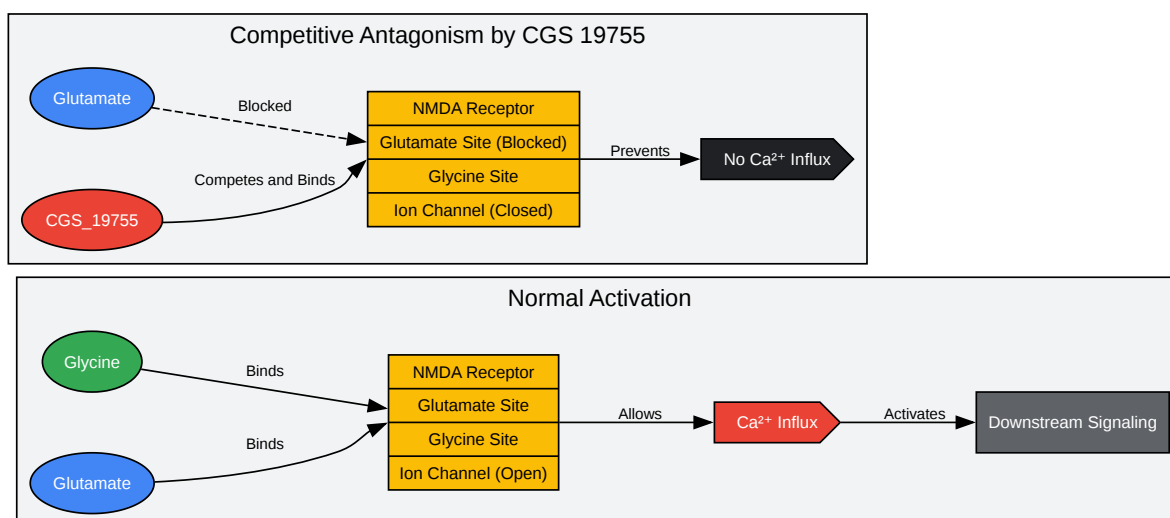 Competitive Antagonism by CGS 19755
Glutamate
Blocked
NMDA Receptor
Glutamate Site (Blocked)
Glycine Site
Ion Channel (Closed)
Competes and Binds
CGS_19755
Prevents
No Ca²⁺ Influx
Normal Activation
Glycine
Binds
NMDA Receptor
Glutamate Site
Glycine Site
Ion Channel (Open)
Binds
Glutamate
Allows
Ca²⁺ Influx
Activates
Downstream Signaling